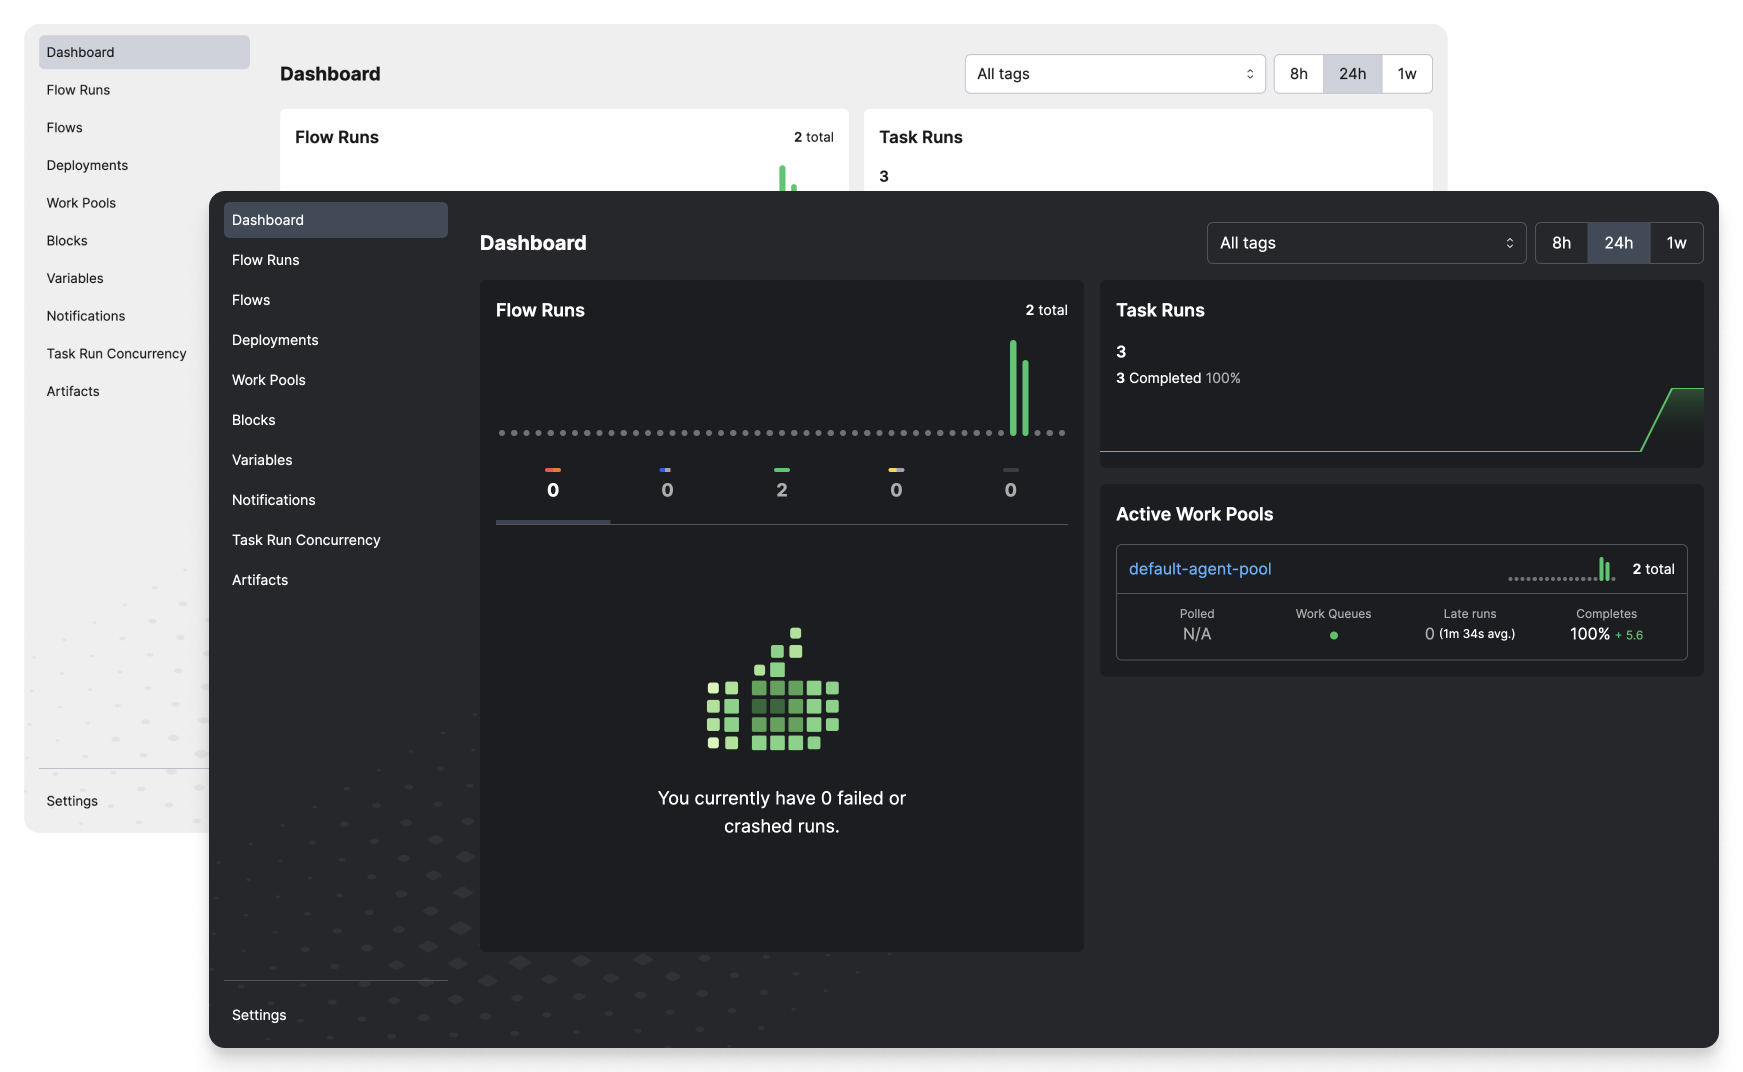 Dashboard
Flow Runs
Flows
Deployments
Work Pools
Blocks
Variables
Notifications
Task Run Concurrency
Artifacts
Settings
Dashboard
All tags
8h 24h 1w
Flow Runs 2 total
Task Runs
3
Dashboard
Flow Runs
Flows
Deployments
Work Pools
Blocks
Variables
Notifications
Task Run Concurrency
Artifacts
Settings
Dashboard
All tags
8h 24h 1w
Flow Runs 2 total
0 0 2 0 0
You currently have 0 failed or
crashed runs.
Task Runs
3
3 Completed 100%
Active Work Pools
default-agent-pool 2 total
Polled Work Queues Late runs Completes
N/A 0 (1m 34s avg.) 100% + 5.6